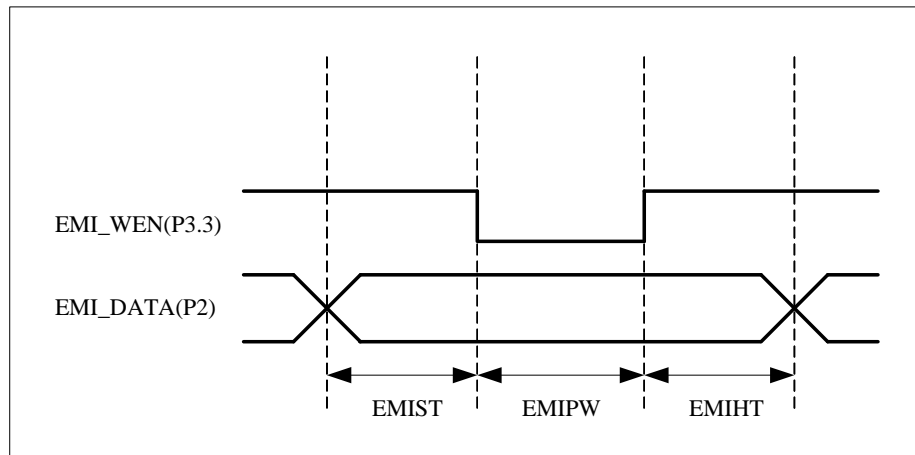 EMI_WEN(P3.3)
EMI_DATA(P2)
EMIST
EMIPW
EMIHT